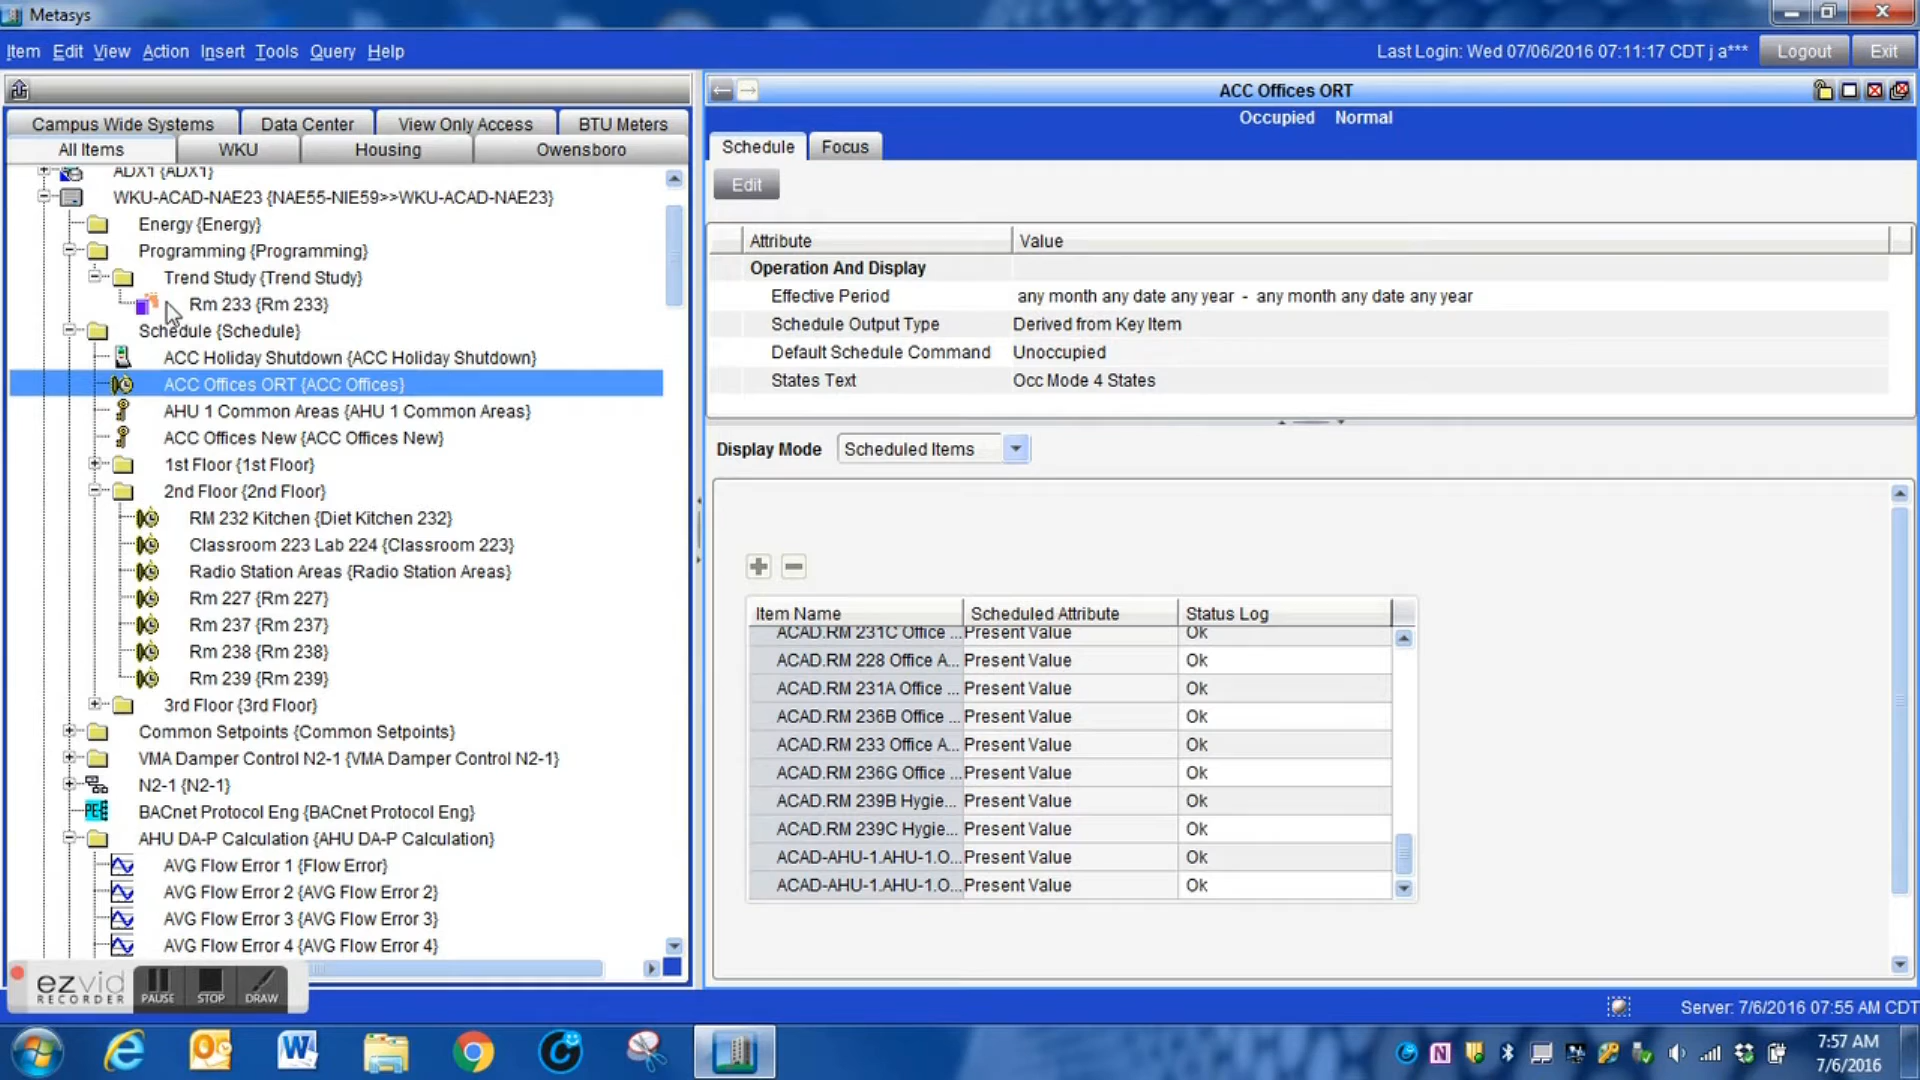 Metasys
Item Edit View Action Insert Tools Query Help
Last Login: Wed 07/06/2016 07:11:17 CDT j a***
Logout
Exit
Campus Wide Systems
Data Center
View Only Access
BTU Meters
All Items
WKU
Housing
Owensboro
ADX1 {ADX1}
WKU-ACAD-NAE23 {NAE55-NIE59>>WKU-ACAD-NAE23}
Energy {Energy}
Programming {Programming}
Trend Study {Trend Study}
Rm 233 {Rm 233}
Schedule {Schedule}
ACC Holiday Shutdown {ACC Holiday Shutdown}
ACC Offices ORT {ACC Offices}
AHU 1 Common Areas {AHU 1 Common Areas}
ACC Offices New {ACC Offices New}
1st Floor {1st Floor}
2nd Floor {2nd Floor}
RM 232 Kitchen {Diet Kitchen 232}
Classroom 223 Lab 224 {Classroom 223}
Radio Station Areas {Radio Station Areas}
Rm 227 {Rm 227}
Rm 237 {Rm 237}
Rm 238 {Rm 238}
Rm 239 {Rm 239}
3rd Floor {3rd Floor}
Common Setpoints {Common Setpoints}
VMA Damper Control N2-1 {VMA Damper Control N2-1}
N2-1 {N2-1}
PE BACnet Protocol Eng {BACnet Protocol Eng}
AHU DA-P Calculation {AHU DA-P Calculation}
AVG Flow Error 1 {Flow Error}
AVG Flow Error 2 {AVG Flow Error 2}
AVG Flow Error 3 {AVG Flow Error 3}
AVG Flow Error 4 {AVG Flow Error 4}
ezvid
RECORDER
PAUSE
STOP
DRAW
ACC Offices ORT
Occupied Normal
Schedule
Focus
Edit
Attribute Value
Operation And Display
Effective Period any month any date any year - any month any date any year
Schedule Output Type Derived from Key Item
Default Schedule Command Unoccupied
States Text Occ Mode 4 States
Display Mode Scheduled Items
Item Name Scheduled Attribute Status Log
ACAD.RM 231C Office ... Present Value Ok
ACAD.RM 228 Office A... Present Value Ok
ACAD.RM 231A Office ... Present Value Ok
ACAD.RM 236B Office ... Present Value Ok
ACAD.RM 233 Office A... Present Value Ok
ACAD.RM 236G Office ... Present Value Ok
ACAD.RM 239B Hygie... Present Value Ok
ACAD.RM 239C Hygie... Present Value Ok
ACAD-AHU-1.AHU-1.O... Present Value Ok
ACAD-AHU-1.AHU-1.O... Present Value Ok
Server: 7/6/2016 07:55 AM CDT
7:57 AM
7/6/2016